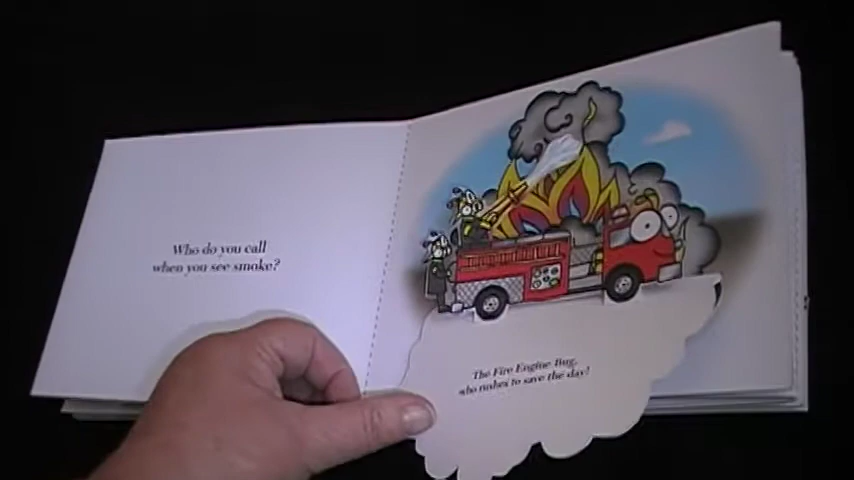 Who do you call
when you see smoke?
The Fire Engine Bug,
who rushes to save the day!